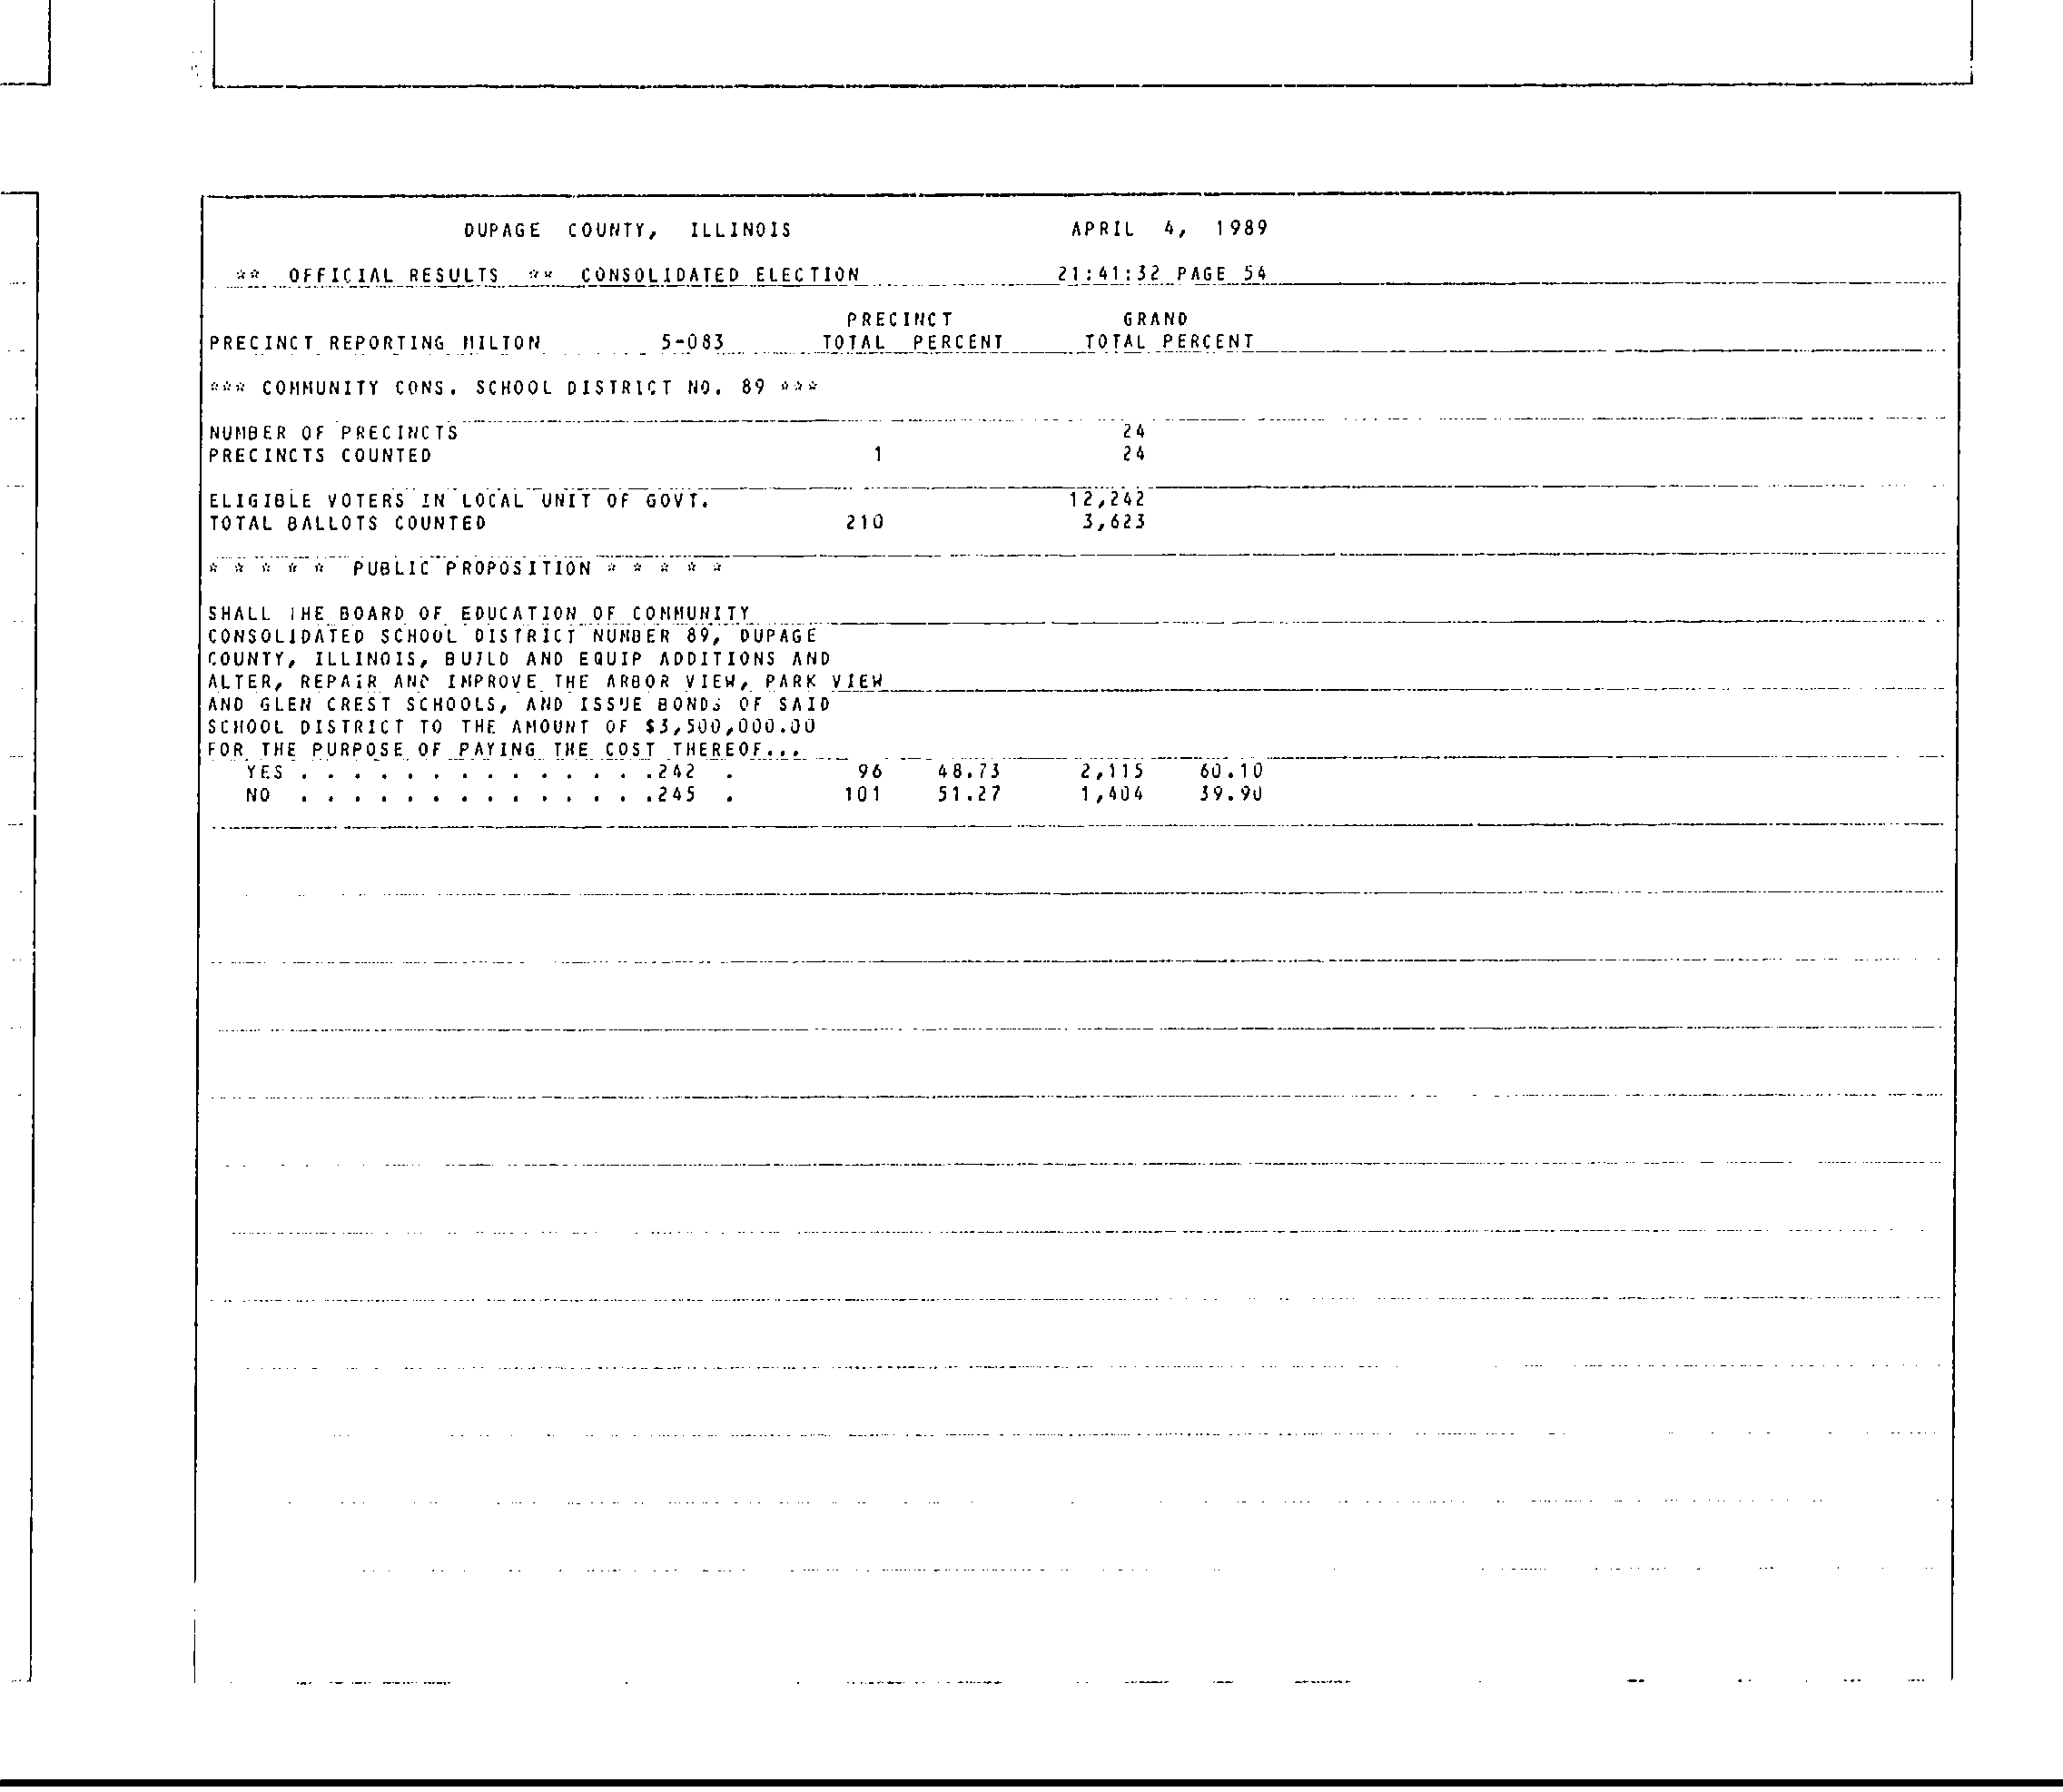 DUPAGE COUNTY, ILLINOIS APRIL 4, 1989
** OFFICIAL RESULTS ** CONSOLIDATED ELECTION 21:41:32 PAGE 54
PRECINCT GRAND
PRECINCT REPORTING MILTON 5-083 TOTAL PERCENT TOTAL PERCENT
*** COMMUNITY CONS. SCHOOL DISTRICT NO. 89 ***
NUMBER OF PRECINCTS 24
PRECINCTS COUNTED 1 24
ELIGIBLE VOTERS IN LOCAL UNIT OF GOVT. 12,242
TOTAL BALLOTS COUNTED 210 3,623
* * * * * PUBLIC PROPOSITION * * * * *
SHALL THE BOARD OF EDUCATION OF COMMUNITY
CONSOLIDATED SCHOOL DISTRICT NUMBER 89, DUPAGE
COUNTY, ILLINOIS, BUILD AND EQUIP ADDITIONS AND
ALTER, REPAIR AND IMPROVE THE ARBOR VIEW, PARK VIEW
AND GLEN CREST SCHOOLS, AND ISSUE BONDS OF SAID
SCHOOL DISTRICT TO THE AMOUNT OF $3,500,000.00
FOR THE PURPOSE OF PAYING THE COST THEREOF...
YES . . . . . . . . . . . . . .242 . 96 48.73 2,115 60.10
NO . . . . . . . . . . . . . .245 . 101 51.27 1,404 39.90